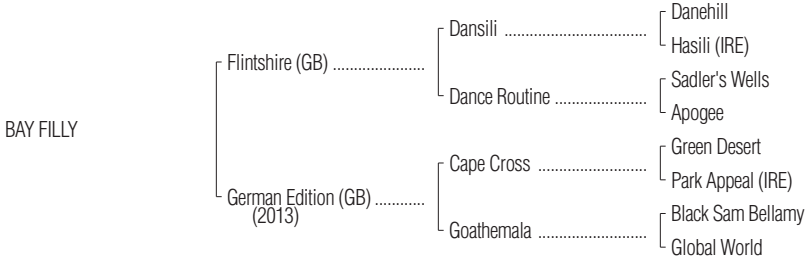 Danehill
Dansili ..................................
Hasili (IRE)
Flintshire (GB) ......................
Sadler's Wells
Dance Routine ......................
Apogee
BAY FILLY
Green Desert
Cape Cross ..........................
Park Appeal (IRE)
German Edition (GB) ............
(2013)
Black Sam Bellamy
Goathemala ..........................
Global World